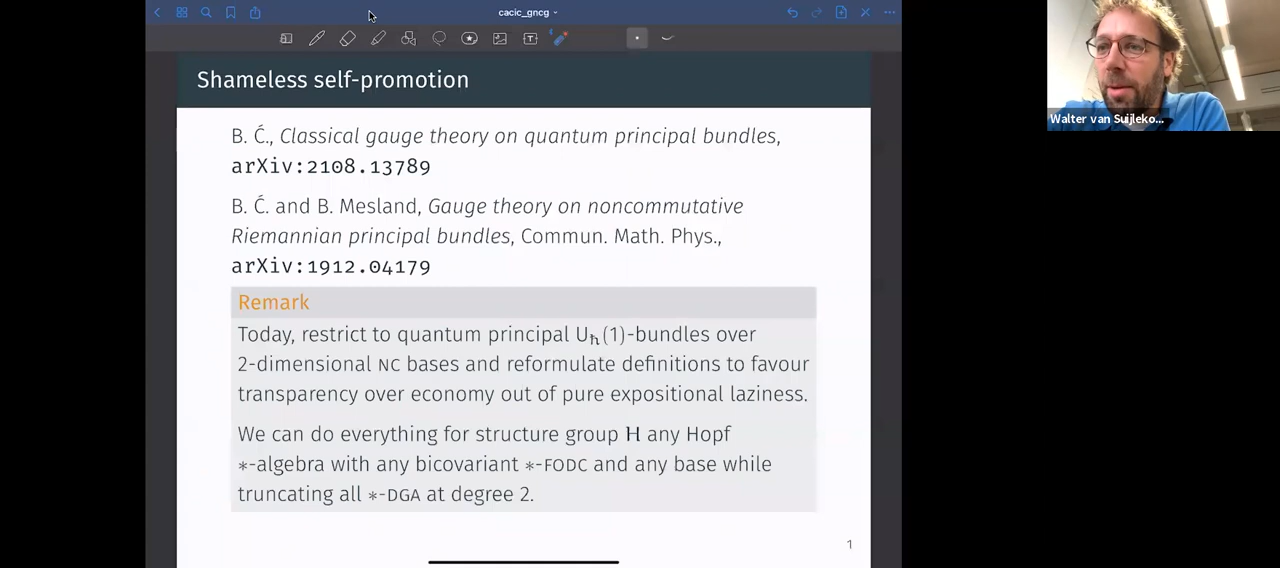 cacic_gncg
Shameless self-promotion
B. Ć., Classical gauge theory on quantum principal bundles,
arXiv:2108.13789
B. Ć. and B. Mesland, Gauge theory on noncommutative
Riemannian principal bundles, Commun. Math. Phys.,
arXiv:1912.04179
Remark
Today, restrict to quantum principal Uℏ(1)-bundles over
2-dimensional NC bases and reformulate definitions to favour
transparency over economy out of pure expositional laziness.
We can do everything for structure group H any Hopf
∗-algebra with any bicovariant ∗-FODC and any base while
truncating all ∗-DGA at degree 2.
1
Walter van Suijleko...